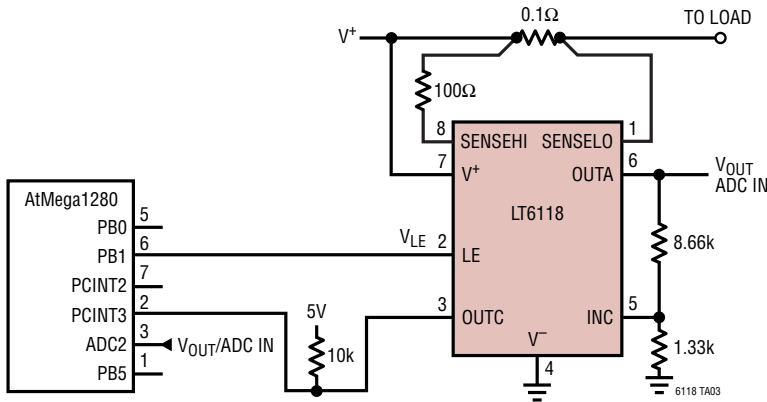 0.1Ω
TO LOAD
V+
100Ω
8
SENSEHI
SENSELO
1
7
V+
OUTA
6
VOUT
ADC IN
LT6118
AtMega1280
PB0
5
PB1
6
VLE
2
LE
8.66k
PCINT2
7
PCINT3
2
5V
3
OUTC
INC
5
ADC2
3
VOUT/ADC IN
10k
V–
1.33k
PB5
1
4
6118 TA03